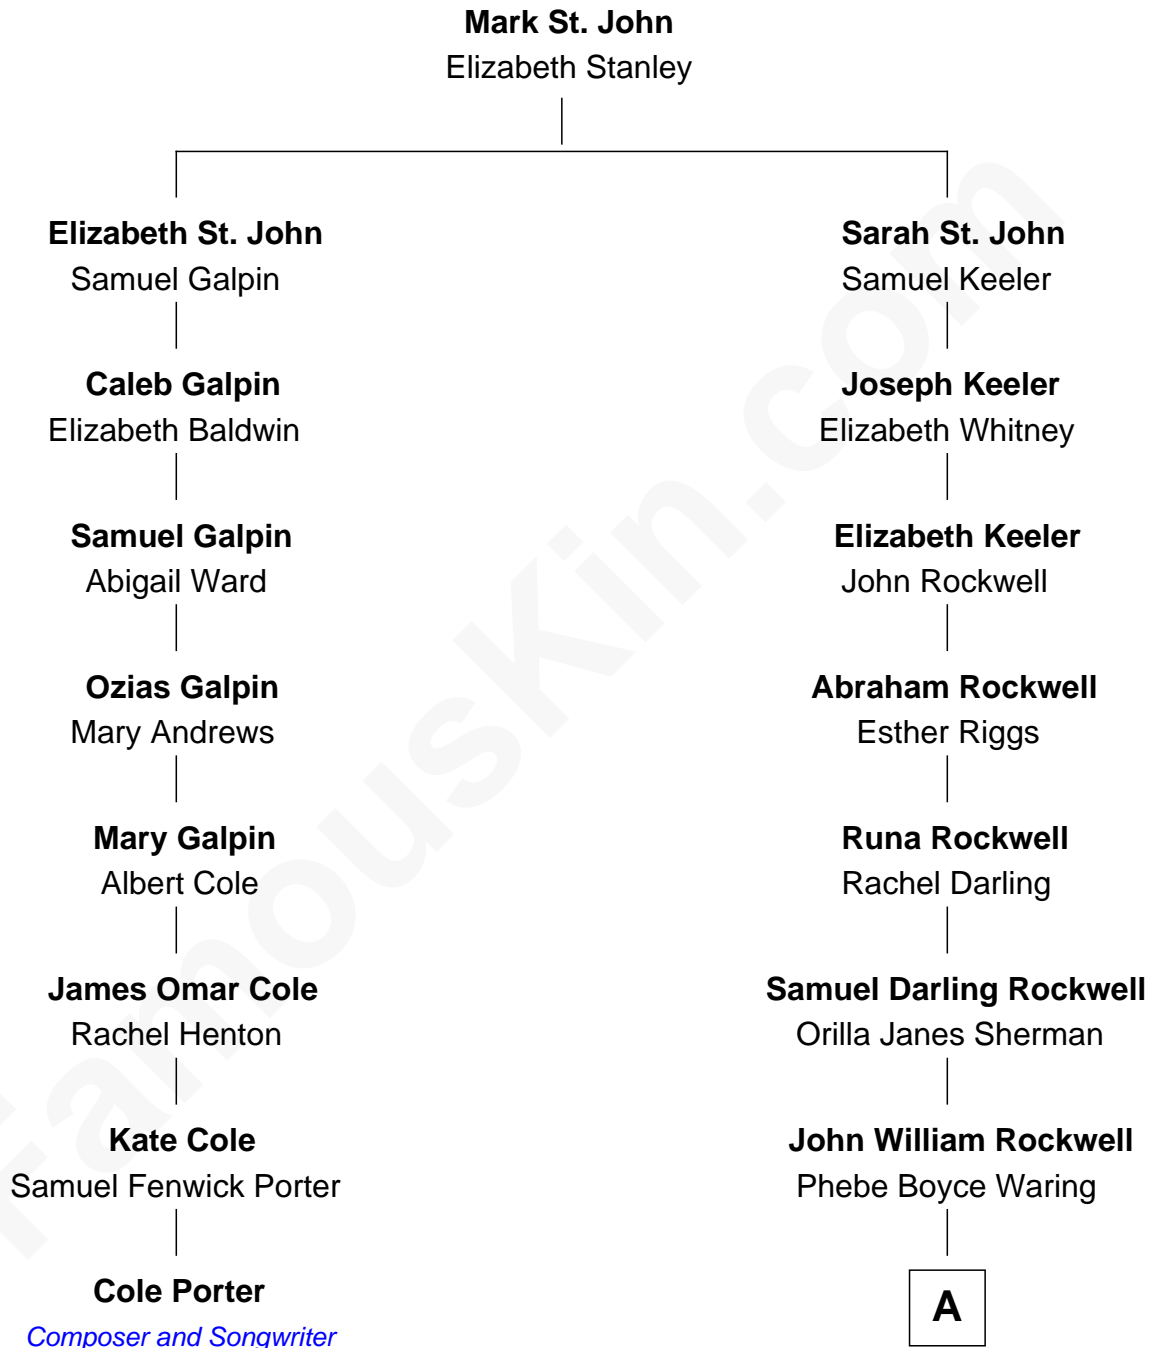 Mark St. John
Elizabeth Stanley
Elizabeth St. John
Samuel Galpin
Caleb Galpin
Elizabeth Baldwin
Samuel Galpin
Abigail Ward
Ozias Galpin
Mary Andrews
Mary Galpin
Albert Cole
James Omar Cole
Rachel Henton
Kate Cole
Samuel Fenwick Porter
Cole Porter
Composer and Songwriter
Sarah St. John
Samuel Keeler
Joseph Keeler
Elizabeth Whitney
Elizabeth Keeler
John Rockwell
Abraham Rockwell
Esther Riggs
Runa Rockwell
Rachel Darling
Samuel Darling Rockwell
Orilla Janes Sherman
John William Rockwell
Phebe Boyce Waring
A
FamousKin.com